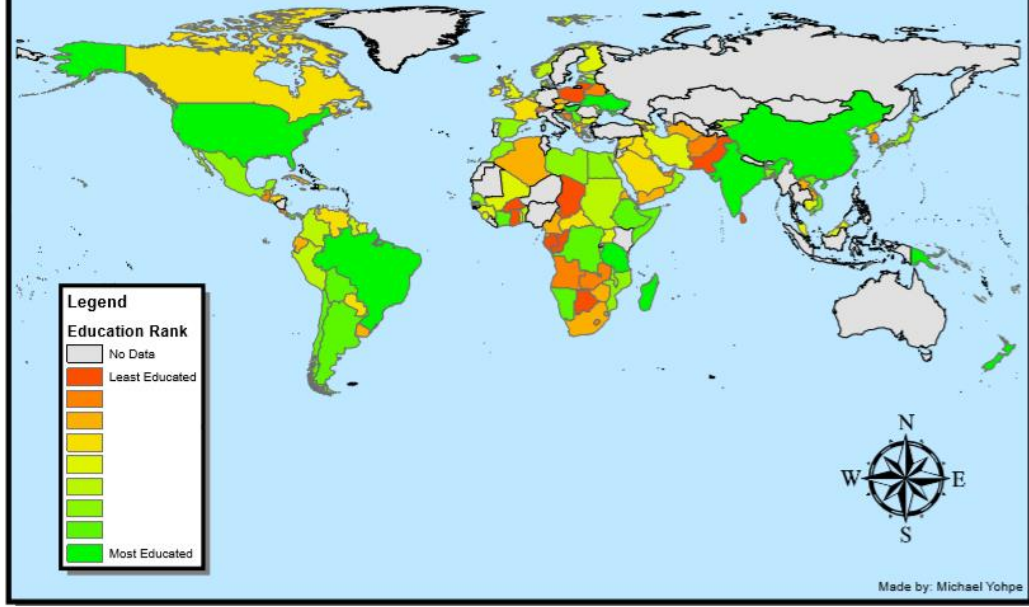 Legend
Education Rank
No Data
Least Educated
Most Educated
N
W
E
S
Made by: Michael Yohpe